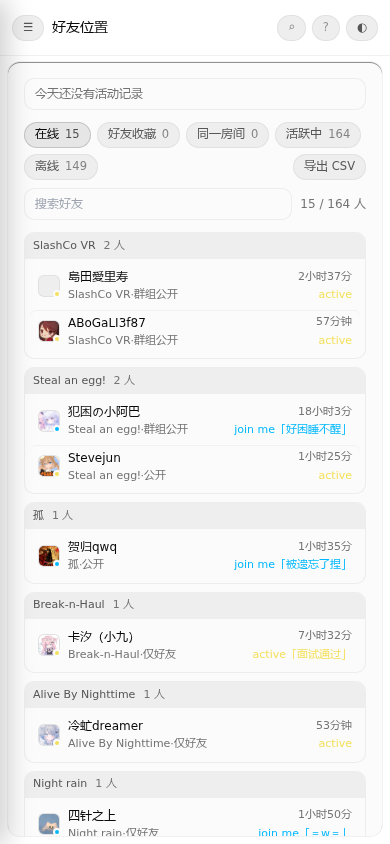 ☰ 好友位置 ⌕ ? ◐
今天还没有活动记录
在线 15 好友收藏 0 同一房间 0 活跃中 164
离线 149 导出 CSV
搜索好友 15 / 164 人
SlashCo VR 2 人
島田愛里寿 2小时37分
SlashCo VR·群组公开 active
ABoGaLI3f87 57分钟
SlashCo VR·群组公开 active
Steal an egg! 2 人
犯困の小阿巴 18小时3分
Steal an egg!·群组公开 join me「好困睡不醒」
Stevejun 1小时25分
Steal an egg!·公开 active
孤 1 人
贺归qwq 1小时35分
孤·公开 join me「被遗忘了捏」
Break-n-Haul 1 人
卡汐（小九） 7小时32分
Break-n-Haul·仅好友 active「面试通过」
Alive By Nighttime 1 人
冷虻dreamer 53分钟
Alive By Nighttime·仅好友 active
Night rain 1 人
四针之上 1小时50分
Night rain·仅好友 join me「＝w＝」